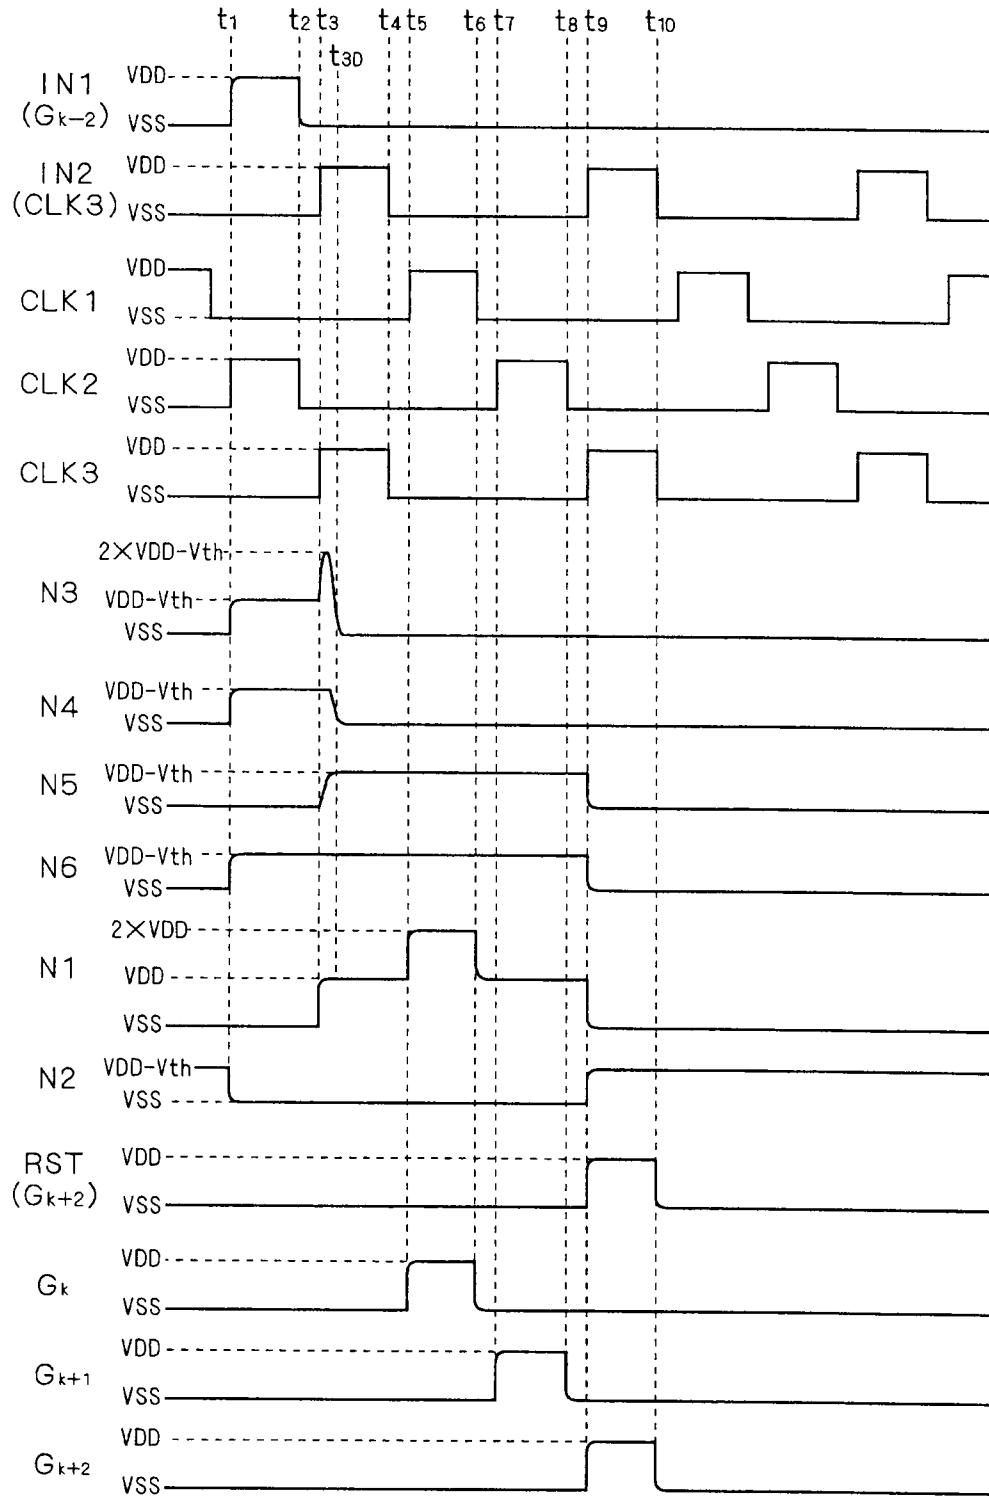 t1 t2 t3 t4 t5 t6 t7 t8 t9 t10
t3D
IN1
(Gk-2)
VDD
VSS
IN2
(CLK3)
VDD
VSS
CLK1
VDD
VSS
CLK2
VDD
VSS
CLK3
VDD
VSS
N3
2×VDD-Vth
VDD-Vth
VSS
N4
VDD-Vth
VSS
N5
VDD-Vth
VSS
N6
VDD-Vth
VSS
N1
2×VDD
VDD
VSS
N2
VDD-Vth
VSS
RST
(Gk+2)
VDD
VSS
Gk
VDD
VSS
Gk+1
VDD
VSS
Gk+2
VDD
VSS